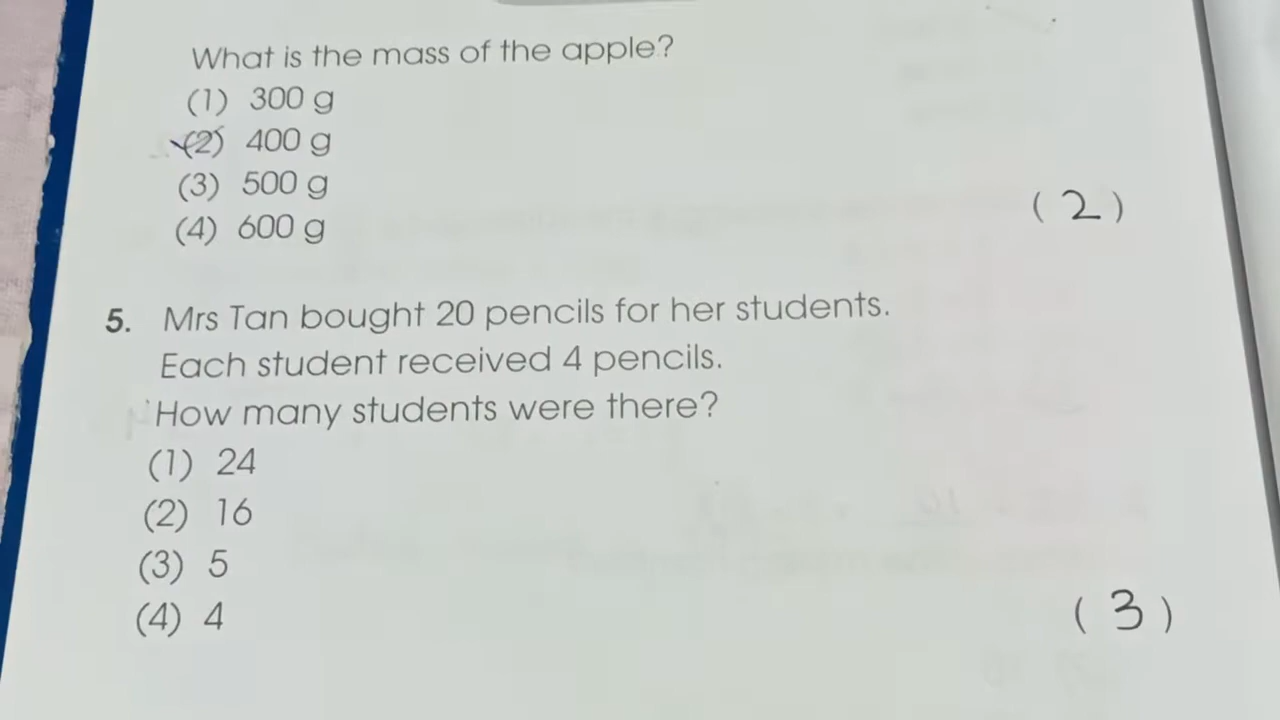 What is the mass of the apple?
(1) 300 g
(2) 400 g
(3) 500 g
(4) 600 g
(2)
5. Mrs Tan bought 20 pencils for her students.
Each student received 4 pencils.
How many students were there?
(1) 24
(2) 16
(3) 5
(4) 4
(3)